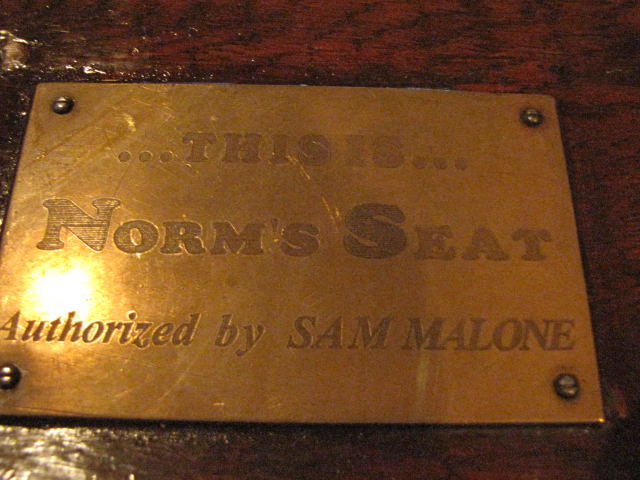 ...THIS IS...
NORM'S SEAT
Authorized by SAM MALONE